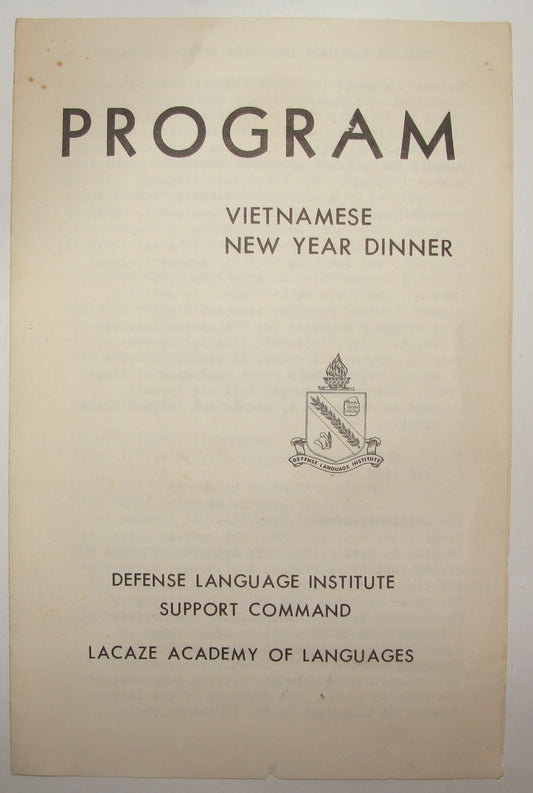 PROGRAM
VIETNAMESE
NEW YEAR DINNER
DEFENSE LANGUAGE INSTITUTE
DEFENSE LANGUAGE INSTITUTE
SUPPORT COMMAND
LACAZE ACADEMY OF LANGUAGES